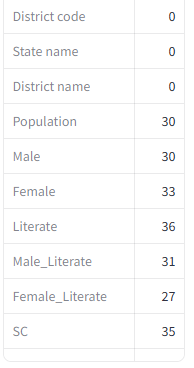 District code 0
State name 0
District name 0
Population 30
Male 30
Female 33
Literate 36
Male_Literate 31
Female_Literate 27
SC 35